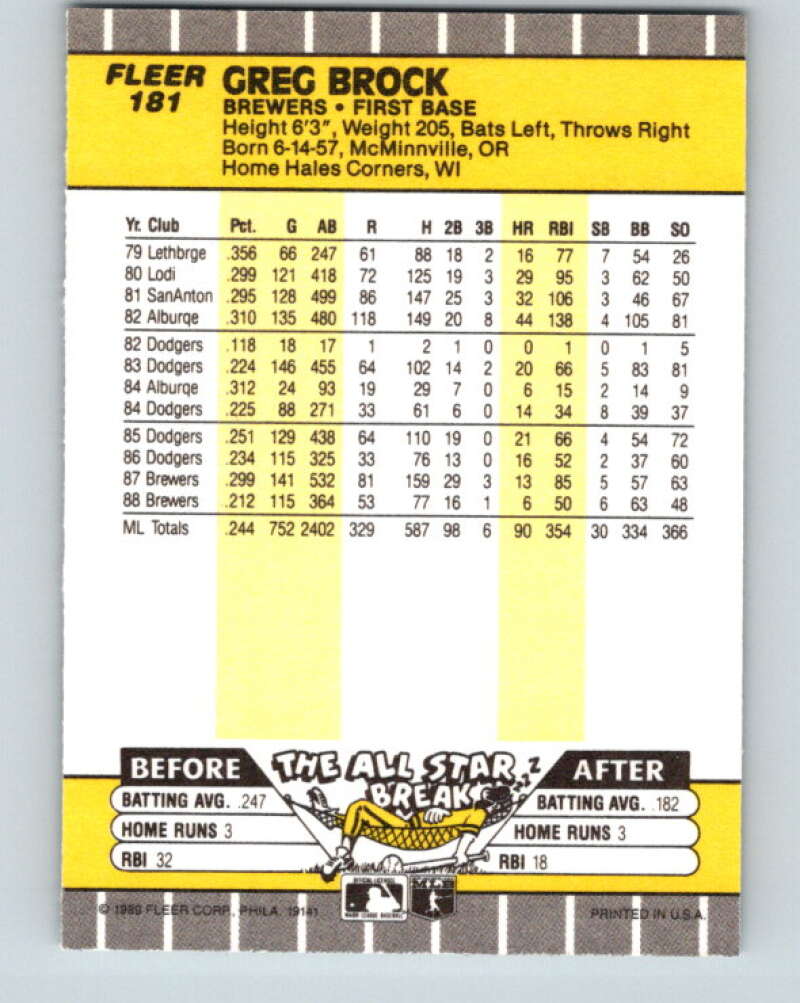 FLEER
181
GREG BROCK
BREWERS • FIRST BASE
Height 6'3", Weight 205, Bats Left, Throws Right
Born 6-14-57, McMinnville, OR
Home Hales Corners, WI
Yr. Club Pct. G AB R H 2B 3B HR RBI SB BB SO
79 Lethbrge .356 66 247 61 88 18 2 16 77 7 54 26
80 Lodi .299 121 418 72 125 19 3 29 95 3 62 50
81 SanAnton .295 128 499 86 147 25 3 32 106 3 46 67
82 Alburqe .310 135 480 118 149 20 8 44 138 4 105 81
82 Dodgers .118 18 17 1 2 1 0 0 1 0 1 5
83 Dodgers .224 146 455 64 102 14 2 20 66 5 83 81
84 Alburqe .312 24 93 19 29 7 0 6 15 2 14 9
84 Dodgers .225 88 271 33 61 6 0 14 34 8 39 37
85 Dodgers .251 129 438 64 110 19 0 21 66 4 54 72
86 Dodgers .234 115 325 33 76 13 0 16 52 2 37 60
87 Brewers .299 141 532 81 159 29 3 13 85 5 57 63
88 Brewers .212 115 364 53 77 16 1 6 50 6 63 48
ML Totals .244 752 2402 329 587 98 6 90 354 30 334 366
BEFORE
THE ALL STAR
BREAK
ZZZ
AFTER
BATTING AVG. .247
HOME RUNS 3
RBI 32
BATTING AVG. .182
HOME RUNS 3
RBI 18
OFFICIAL LICENSEE
MAJOR LEAGUE BASEBALL
MLB
© 1989 FLEER CORP., PHILA. 19141
PRINTED IN U.S.A.